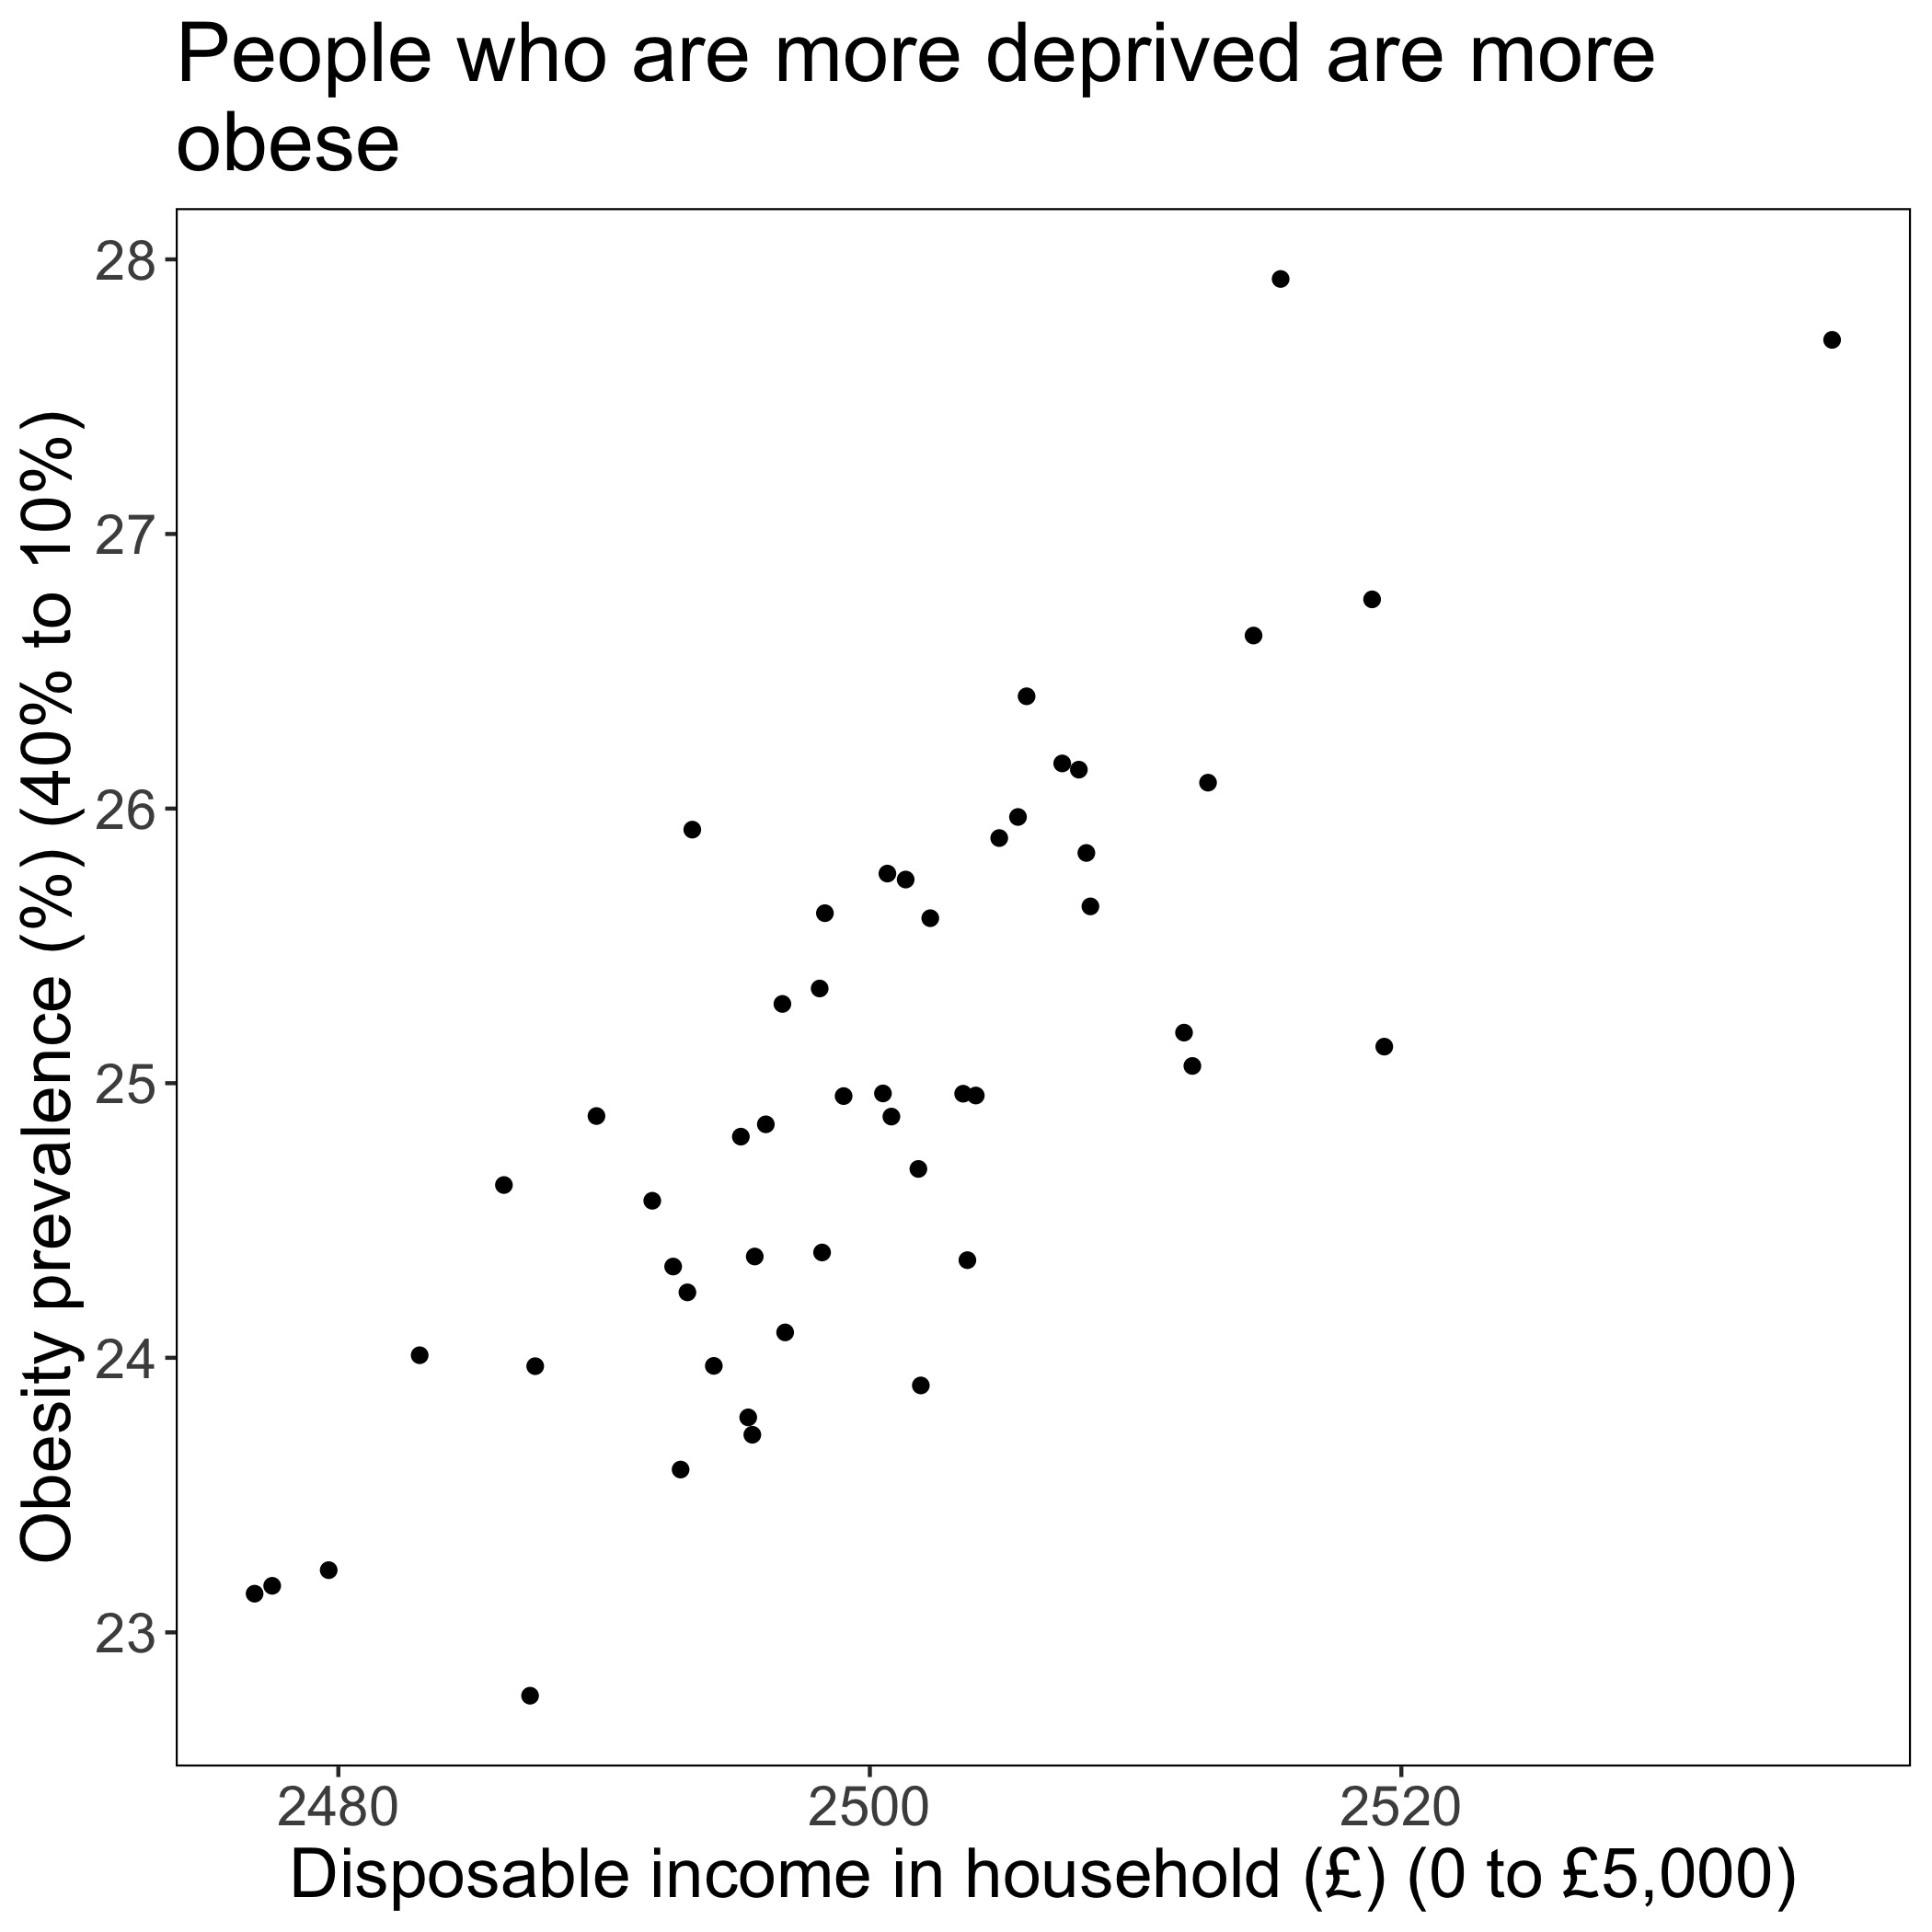 People who are more deprived are more
obese
Obesity prevalence (%) (40% to 10%)
28
27
26
25
24
23
2480
2500
2520
Disposable income in household (£) (0 to £5,000)